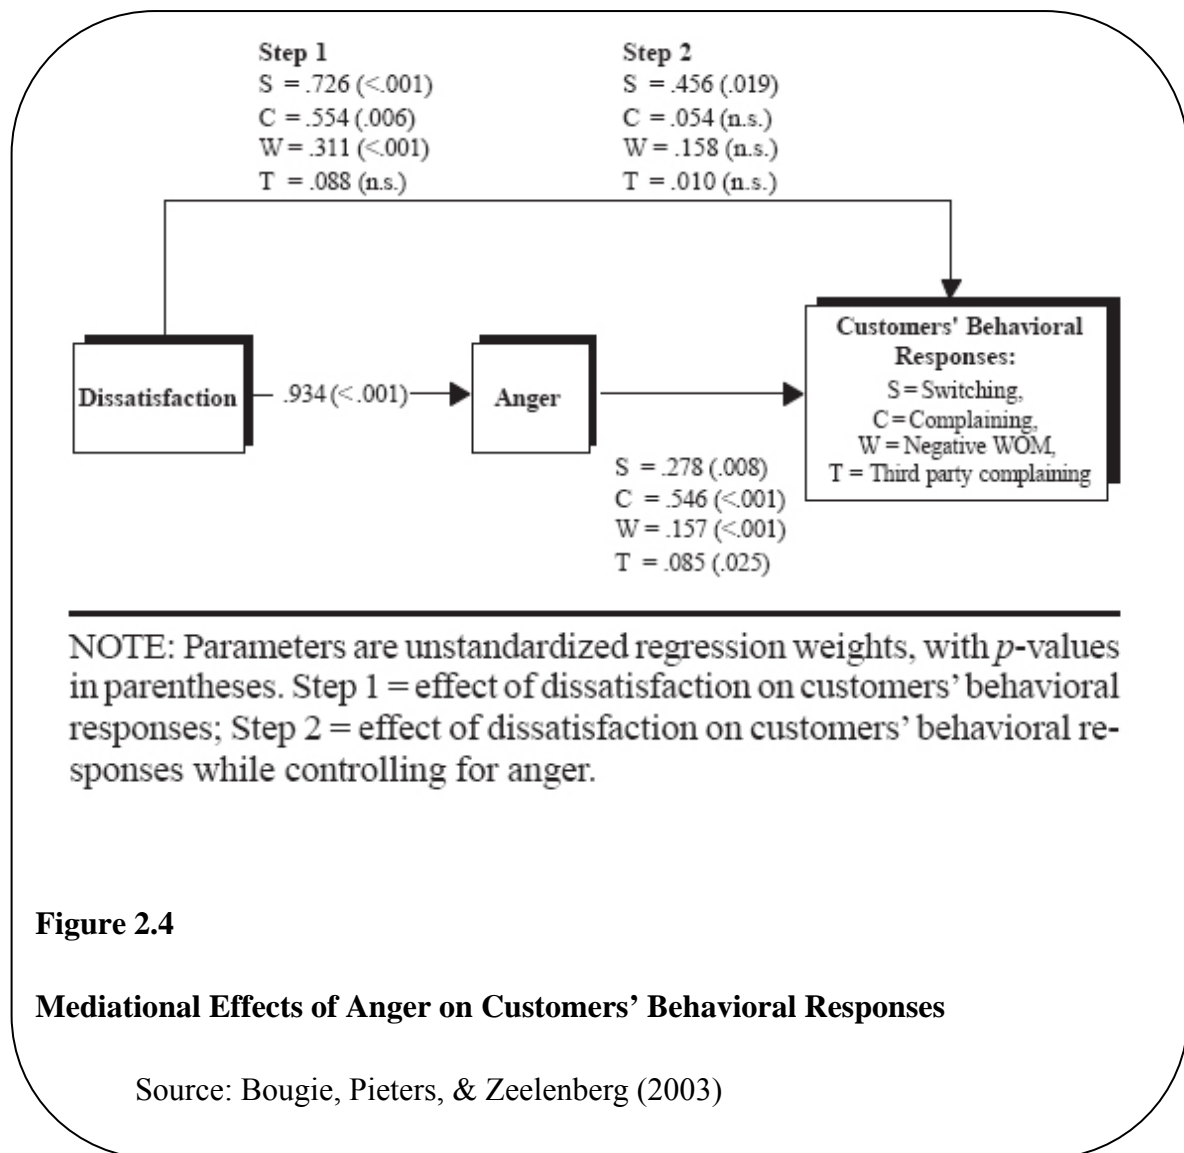 Step 1
S = .726 (<.001)
C = .554 (.006)
W = .311 (<.001)
T = .088 (n.s.)
Step 2
S = .456 (.019)
C = .054 (n.s.)
W = .158 (n.s.)
T = .010 (n.s.)
Dissatisfaction
.934 (<.001)
Anger
Customers' Behavioral
Responses:
S = Switching,
C = Complaining,
W = Negative WOM,
T = Third party complaining
S = .278 (.008)
C = .546 (<.001)
W = .157 (<.001)
T = .085 (.025)
NOTE: Parameters are unstandardized regression weights, with p-values
in parentheses. Step 1 = effect of dissatisfaction on customers’ behavioral
responses; Step 2 = effect of dissatisfaction on customers’ behavioral re-
sponses while controlling for anger.
Figure 2.4
Mediational Effects of Anger on Customers’ Behavioral Responses
Source: Bougie, Pieters, & Zeelenberg (2003)